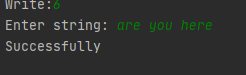 Write:6
Enter string: are you here
Successfully